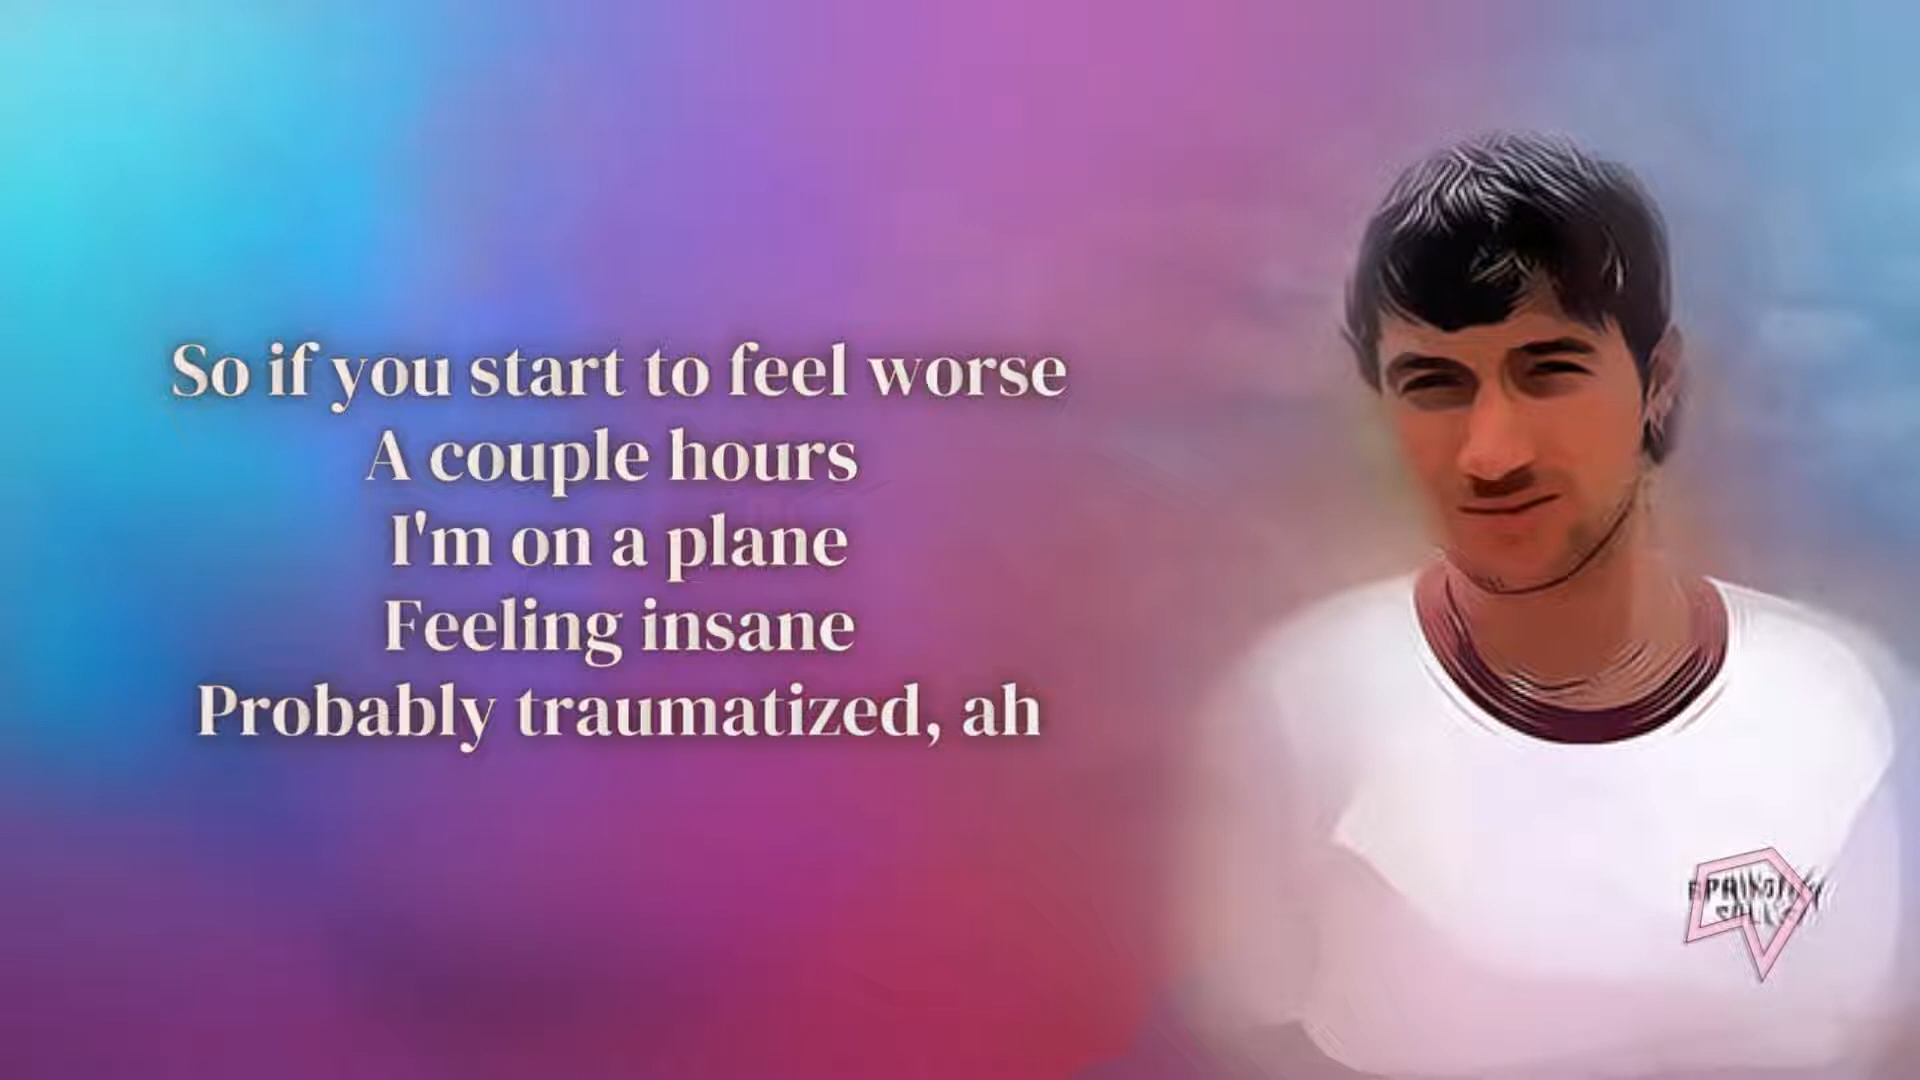 So if you start to feel worse
A couple hours
I'm on a plane
Feeling insane
Probably traumatized, ah